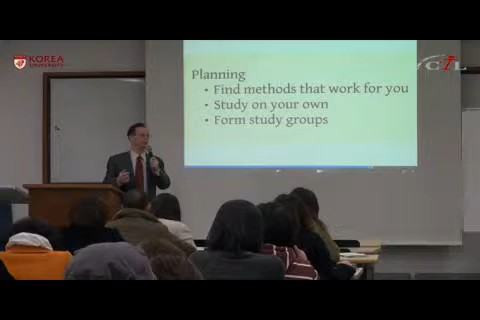 KOREA
UNIVERSITY
Planning
• Find methods that work for you
• Study on your own
• Form study groups